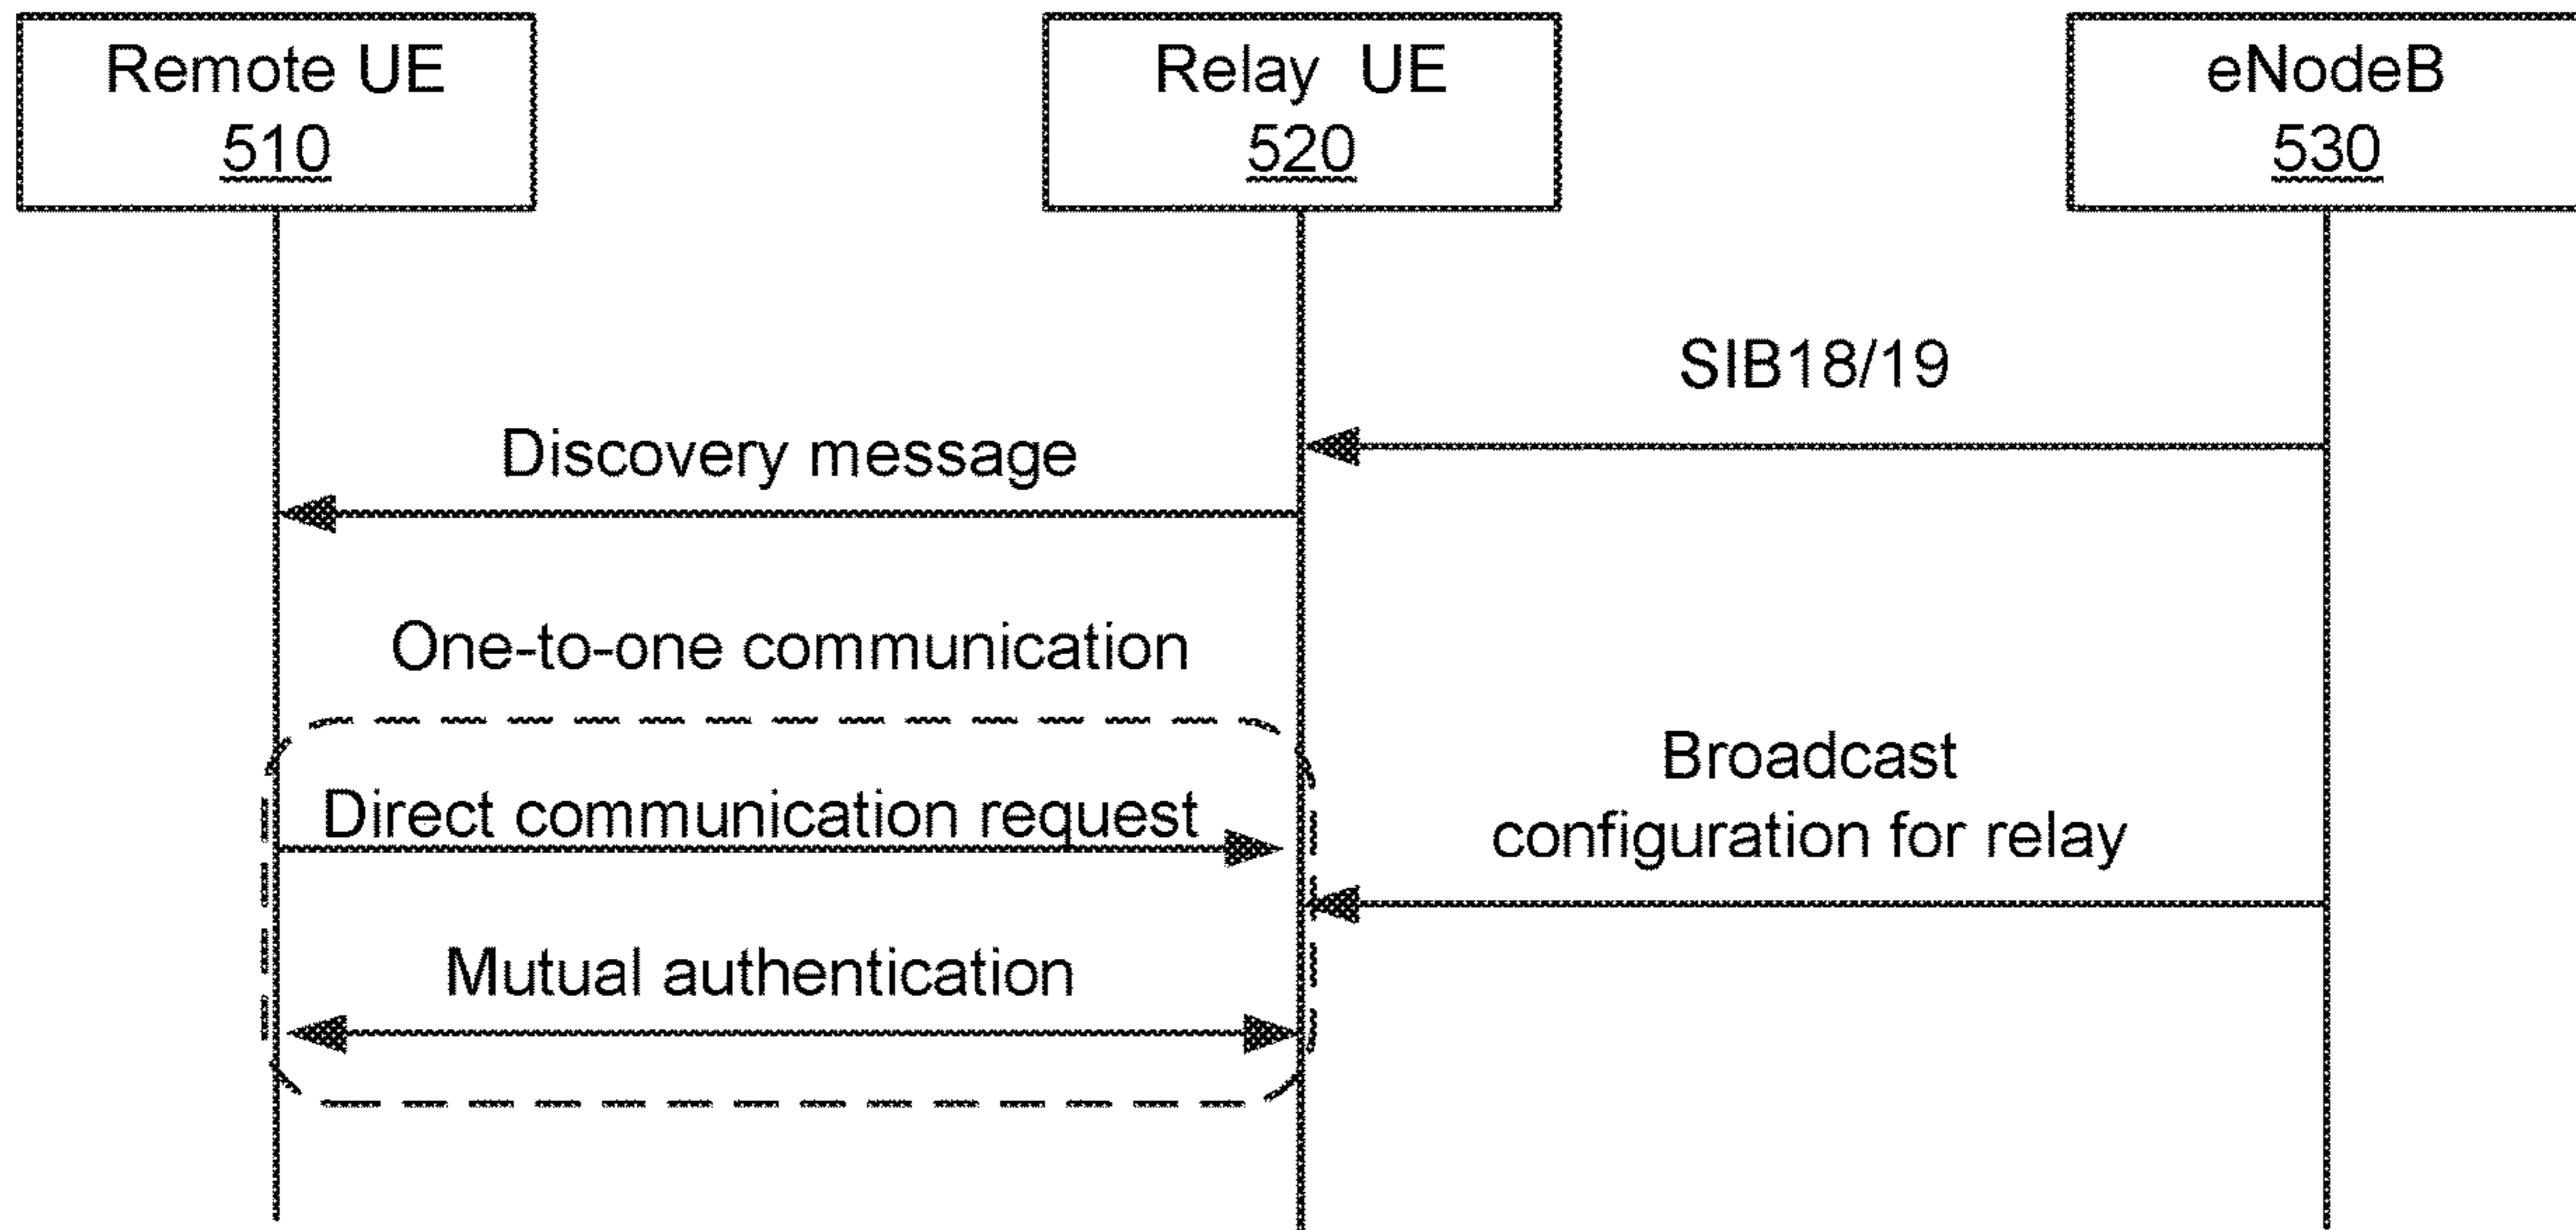 Remote UE
510
Relay UE
520
eNodeB
530
SIB18/19
Discovery message
One-to-one communication
Direct communication request
Broadcast
configuration for relay
Mutual authentication